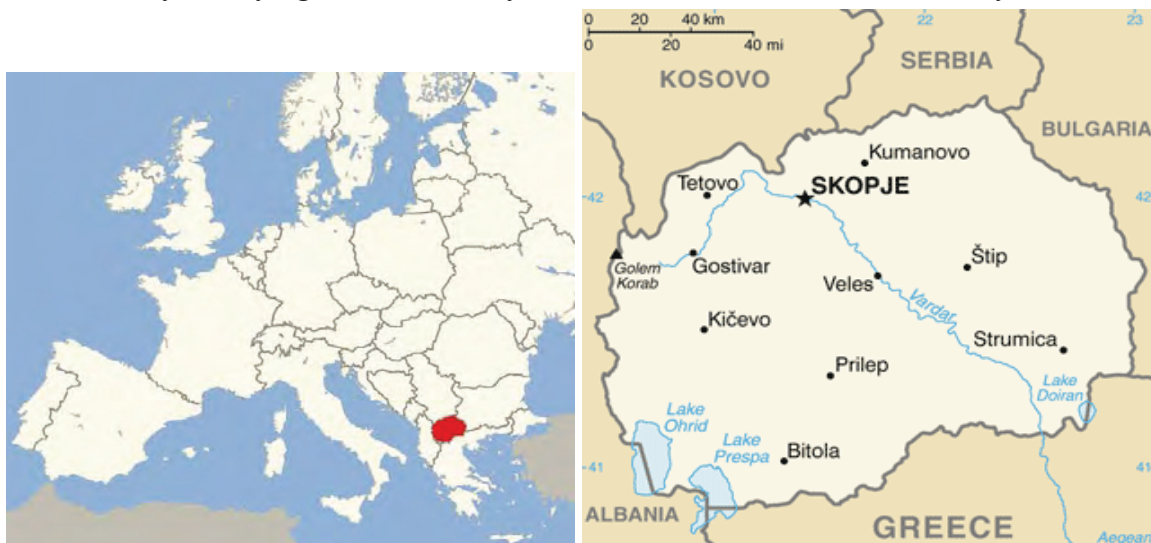 0 20 40 km
0 20 40 mi
22
23
SERBIA
KOSOVO
BULGARIA
Kumanovo
Tetovo
SKOPJE
42
42
Golem
Korab
Gostivar
Štip
Veles
Vardar
Kičevo
Strumica
Prilep
Lake
Doiran
Lake
Ohrid
Lake
Prespa
Bitola
41
41
ALBANIA
GREECE
Aegean